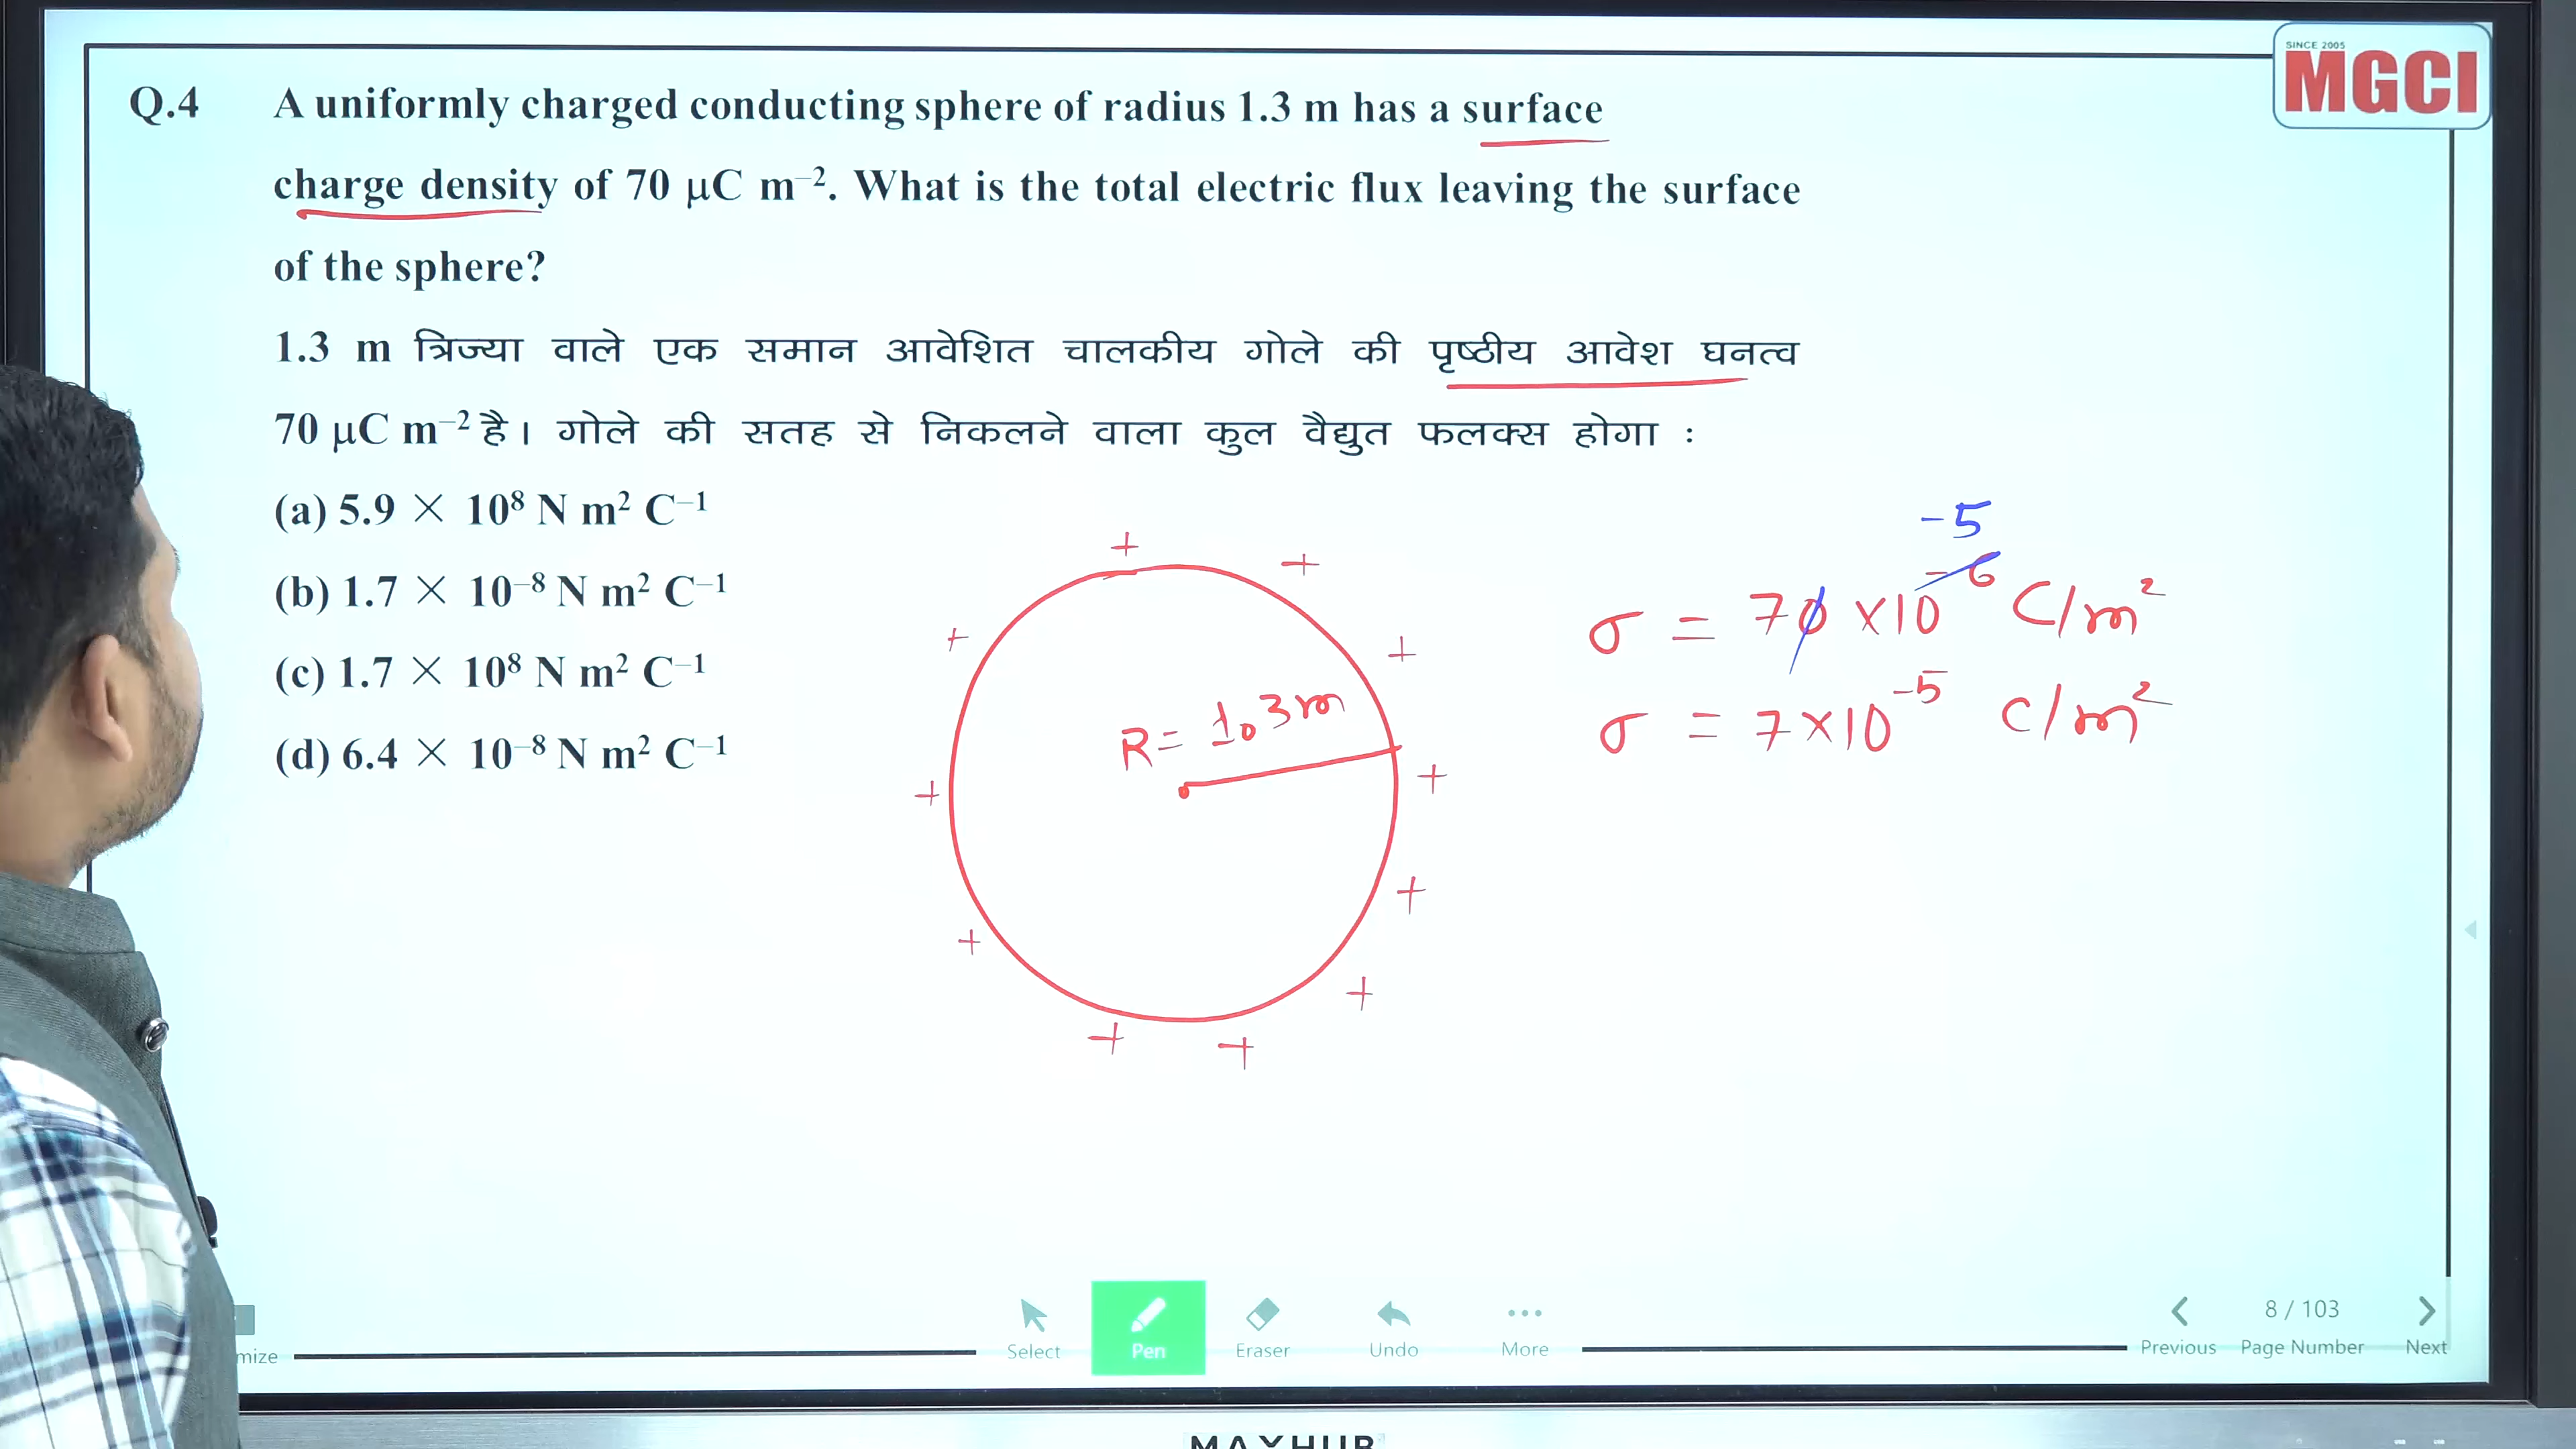 SINCE 2005
MGCI
Q.4 A uniformly charged conducting sphere of radius 1.3 m has a surface
charge density of 70 μC m⁻². What is the total electric flux leaving the surface
of the sphere?
1.3 m त्रिज्या वाले एक समान आवेशित चालकीय गोले की पृष्ठीय आवेश घनत्व
70 μC m⁻² है। गोले की सतह से निकलने वाला कुल वैद्युत फलक्स होगा :
(a) 5.9 × 10⁸ N m² C⁻¹
(b) 1.7 × 10⁻⁸ N m² C⁻¹
(c) 1.7 × 10⁸ N m² C⁻¹
(d) 6.4 × 10⁻⁸ N m² C⁻¹
+ + + + + + + + + + + +
R = 1.3 m
-5
σ = 70 × 10⁻⁶ C/m²
σ = 7 × 10⁻⁵ C/m²
mize Select Pen Eraser Undo More Previous 8 / 103 Page Number Next
MAXHUB